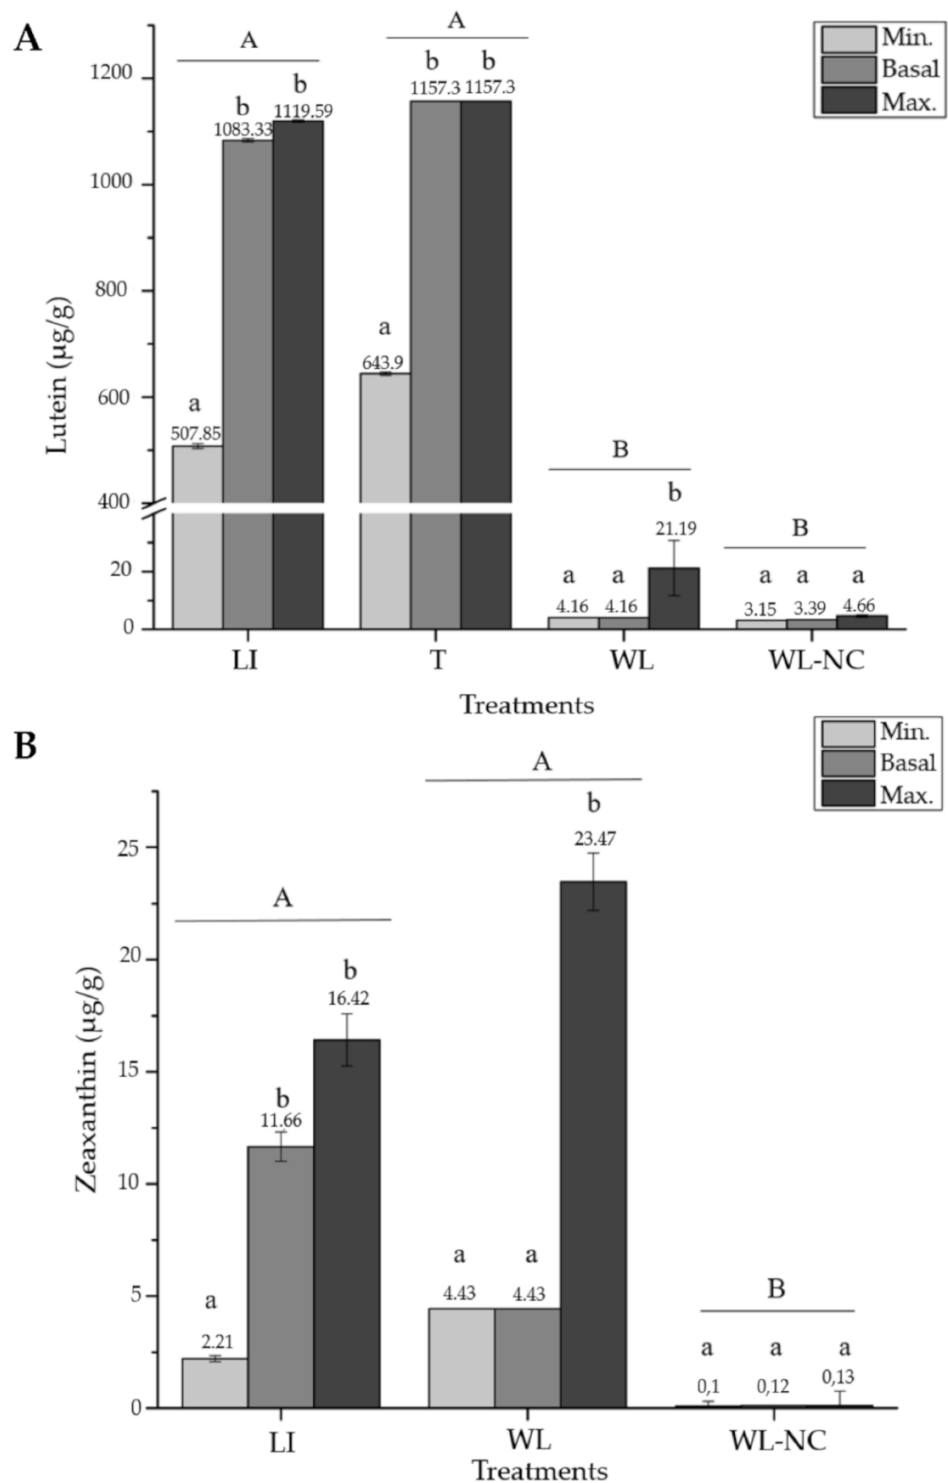 A
Min.
Basal
Max.
A
A
1200
1000
800
600
400
20
0
Lutein (µg/g)
a
507.85
b
1083.33
b
1119.59
a
643.9
b
1157.3
b
1157.3
B
a
4.16
a
4.16
b
21.19
B
a
3.15
a
3.39
a
4.66
LI
T
WL
WL-NC
Treatments
B
Min.
Basal
Max.
25
20
15
10
5
0
Zeaxanthin (µg/g)
A
a
2.21
b
11.66
b
16.42
A
a
4.43
a
4.43
b
23.47
B
a
0,1
a
0,12
a
0,13
LI
WL
WL-NC
Treatments